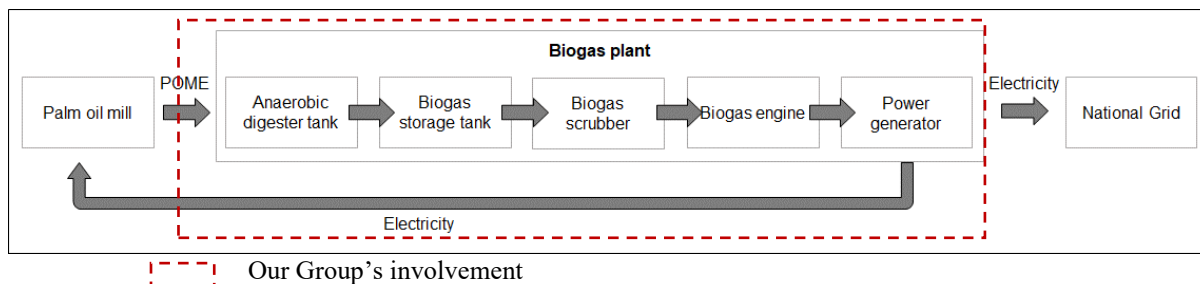 Biogas plant
POME
Electricity
Palm oil mill
Anaerobic
digester tank
Biogas
storage tank
Biogas
scrubber
Biogas engine
Power
generator
National Grid
Electricity
Our Group's involvement